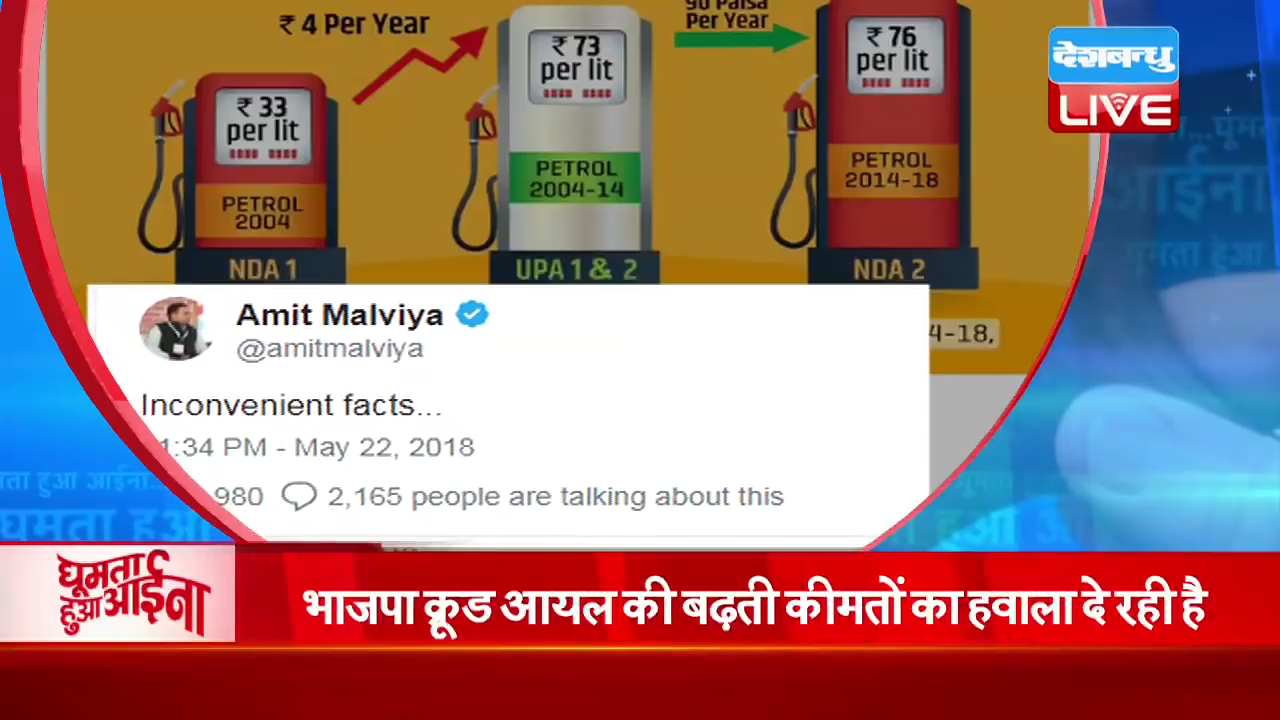 ₹ 4 Per Year
90 Paisa
Per Year
₹ 33
per lit
₹ 73
per lit
₹ 76
per lit
PETROL
2004
PETROL
2004-14
PETROL
2014-18
NDA 1
UPA 1 & 2
NDA 2
4-18,
देशबन्धु
LIVE
Amit Malviya
@amitmalviya
Inconvenient facts...
1:34 PM - May 22, 2018
980 2,165 people are talking about this
घूमता
हुआ आईना
भाजपा क्रूड आयल की बढ़ती कीमतों का हवाला दे रही है